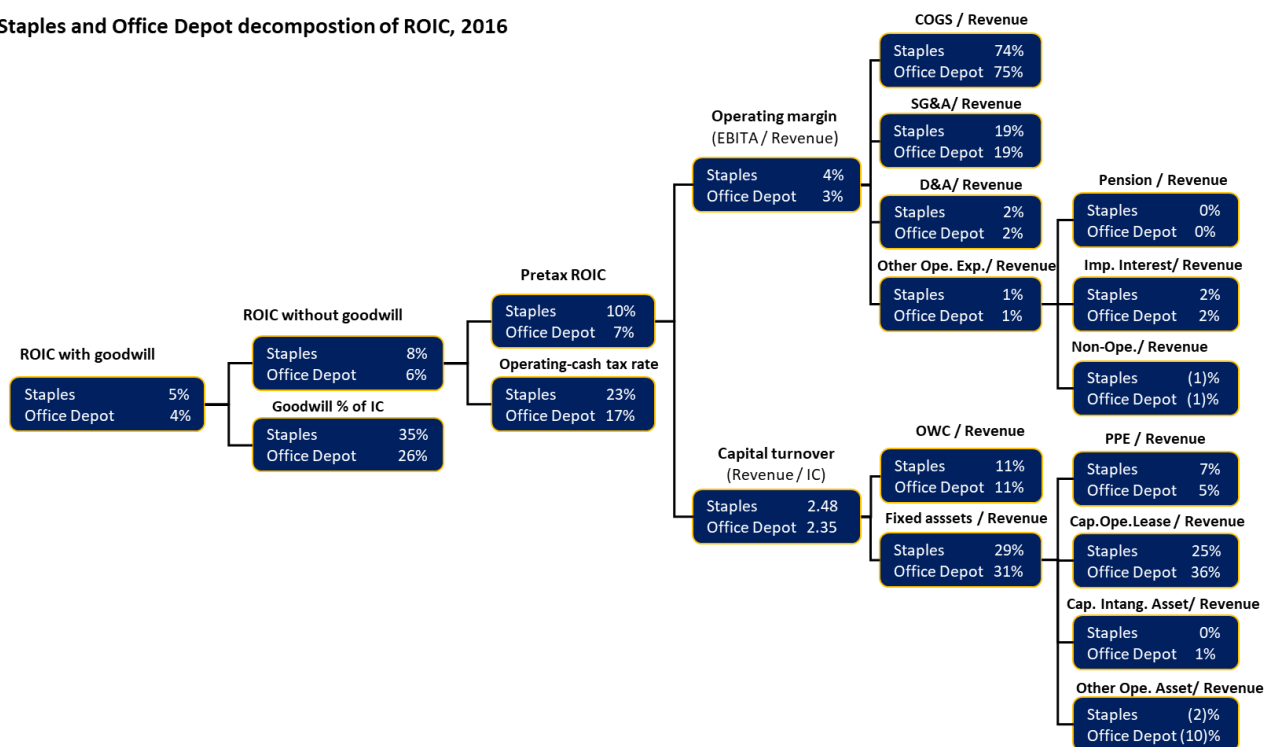 Staples and Office Depot decompostion of ROIC, 2016
ROIC with goodwill
Staples 5%
Office Depot 4%
ROIC without goodwill
Staples 8%
Office Depot 6%
Goodwill % of IC
Staples 35%
Office Depot 26%
Pretax ROIC
Staples 10%
Office Depot 7%
Operating-cash tax rate
Staples 23%
Office Depot 17%
Operating margin
(EBITA / Revenue)
Staples 4%
Office Depot 3%
Capital turnover
(Revenue / IC)
Staples 2.48
Office Depot 2.35
COGS / Revenue
Staples 74%
Office Depot 75%
SG&A/ Revenue
Staples 19%
Office Depot 19%
D&A/ Revenue
Staples 2%
Office Depot 2%
Other Ope. Exp./ Revenue
Staples 1%
Office Depot 1%
OWC / Revenue
Staples 11%
Office Depot 11%
Fixed asssets / Revenue
Staples 29%
Office Depot 31%
Pension / Revenue
Staples 0%
Office Depot 0%
Imp. Interest/ Revenue
Staples 2%
Office Depot 2%
Non-Ope./ Revenue
Staples (1)%
Office Depot (1)%
PPE / Revenue
Staples 7%
Office Depot 5%
Cap.Ope.Lease / Revenue
Staples 25%
Office Depot 36%
Cap. Intang. Asset/ Revenue
Staples 0%
Office Depot 1%
Other Ope. Asset/ Revenue
Staples (2)%
Office Depot (10)%